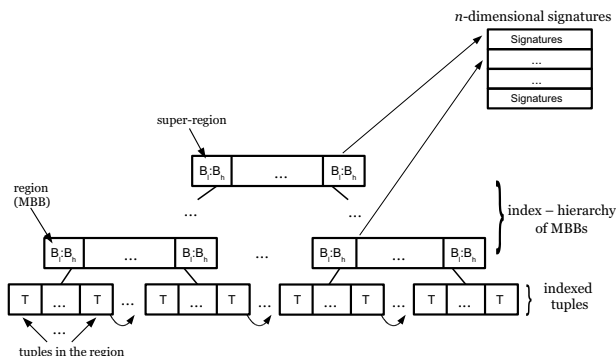 n-dimensional signatures
Signatures
...
...
Signatures
super-region
Bl:Bh ... Bl:Bh
region
(MBB)
... ...
index – hierarchy
of MBBs
Bl:Bh ... Bl:Bh ... Bl:Bh ... Bl:Bh
T ... T ... T ... T ... T ... T ... T ... T
indexed
tuples
...
tuples in the region